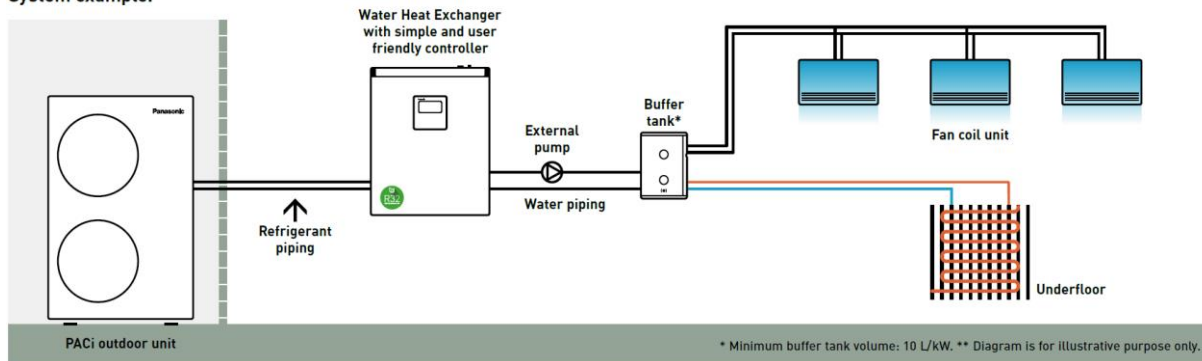 System example:
Water Heat Exchanger
with simple and user
friendly controller
Panasonic
R32
Refrigerant
piping
External
pump
Water piping
Buffer
tank*
Fan coil unit
Underfloor
PACi outdoor unit
* Minimum buffer tank volume: 10 L/kW. ** Diagram is for illustrative purpose only.